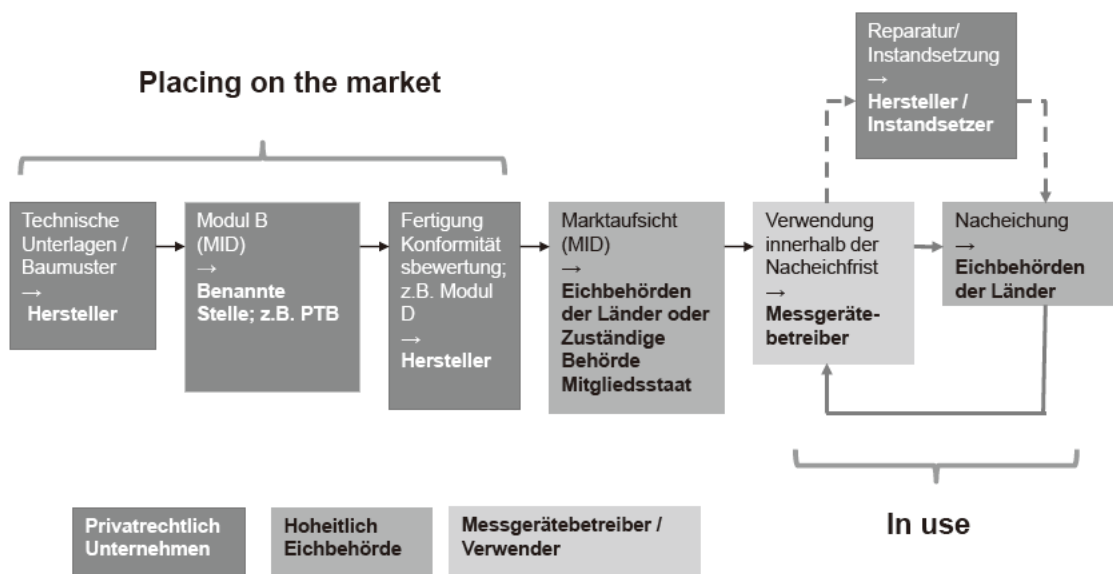 Placing on the market
Reparatur/
Instandsetzung
→
Hersteller /
Instandsetzer
Technische
Unterlagen /
Baumuster
→
Hersteller
Modul B
(MID)
→
Benannte
Stelle; z.B. PTB
Fertigung
Konformität
sbewertung;
z.B. Modul
D
→
Hersteller
Marktaufsicht
(MID)
→
Eichbehörden
der Länder oder
Zuständige
Behörde
Mitgliedsstaat
Verwendung
innerhalb der
Nacheichfrist
→
Messgeräte-
betreiber
Nacheichung
→
Eichbehörden
der Länder
In use
Privatrechtlich
Unternehmen
Hoheitlich
Eichbehörde
Messgerätebetreiber /
Verwender